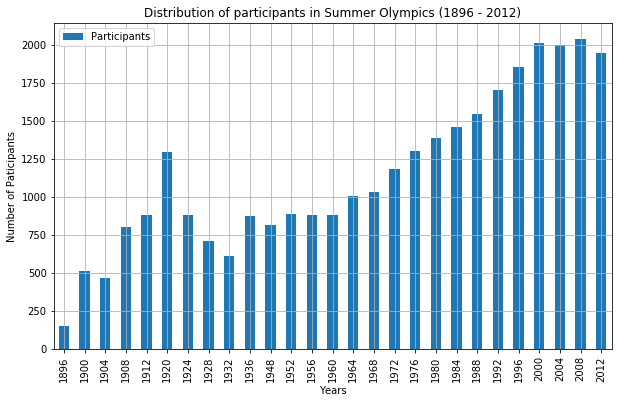 Distribution of participants in Summer Olympics (1896 - 2012)
Participants
Number of Paticipants
2000
1750
1500
1250
1000
750
500
250
0
1896 1900 1904 1908 1912 1920 1924 1928 1932 1936 1948 1952 1956 1960 1964 1968 1972 1976 1980 1984 1988 1992 1996 2000 2004 2008 2012
Years